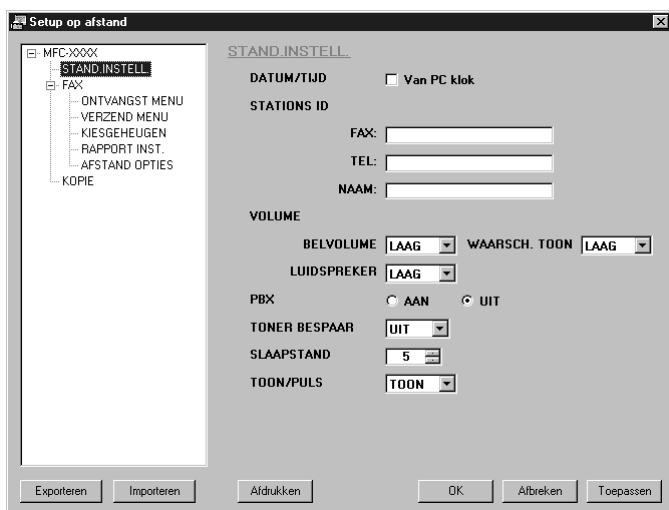 Setup op afstand
MFC-XXXX
STAND.INSTELL
FAX
ONTVANGST MENU
VERZEND MENU
KIESGEHEUGEN
RAPPORT INST.
AFSTAND OPTIES
KOPIE
STAND.INSTELL.
DATUM/TIJD Van PC klok
STATIONS ID
FAX:
TEL:
NAAM:
VOLUME
BELVOLUME LAAG WAARSCH. TOON LAAG
LUIDSPREKER LAAG
PBX AAN UIT
TONER BESPAAR UIT
SLAAPSTAND 5
TOON/PULS TOON
Exporteren Importeren Afdrukken OK Afbreken Toepassen